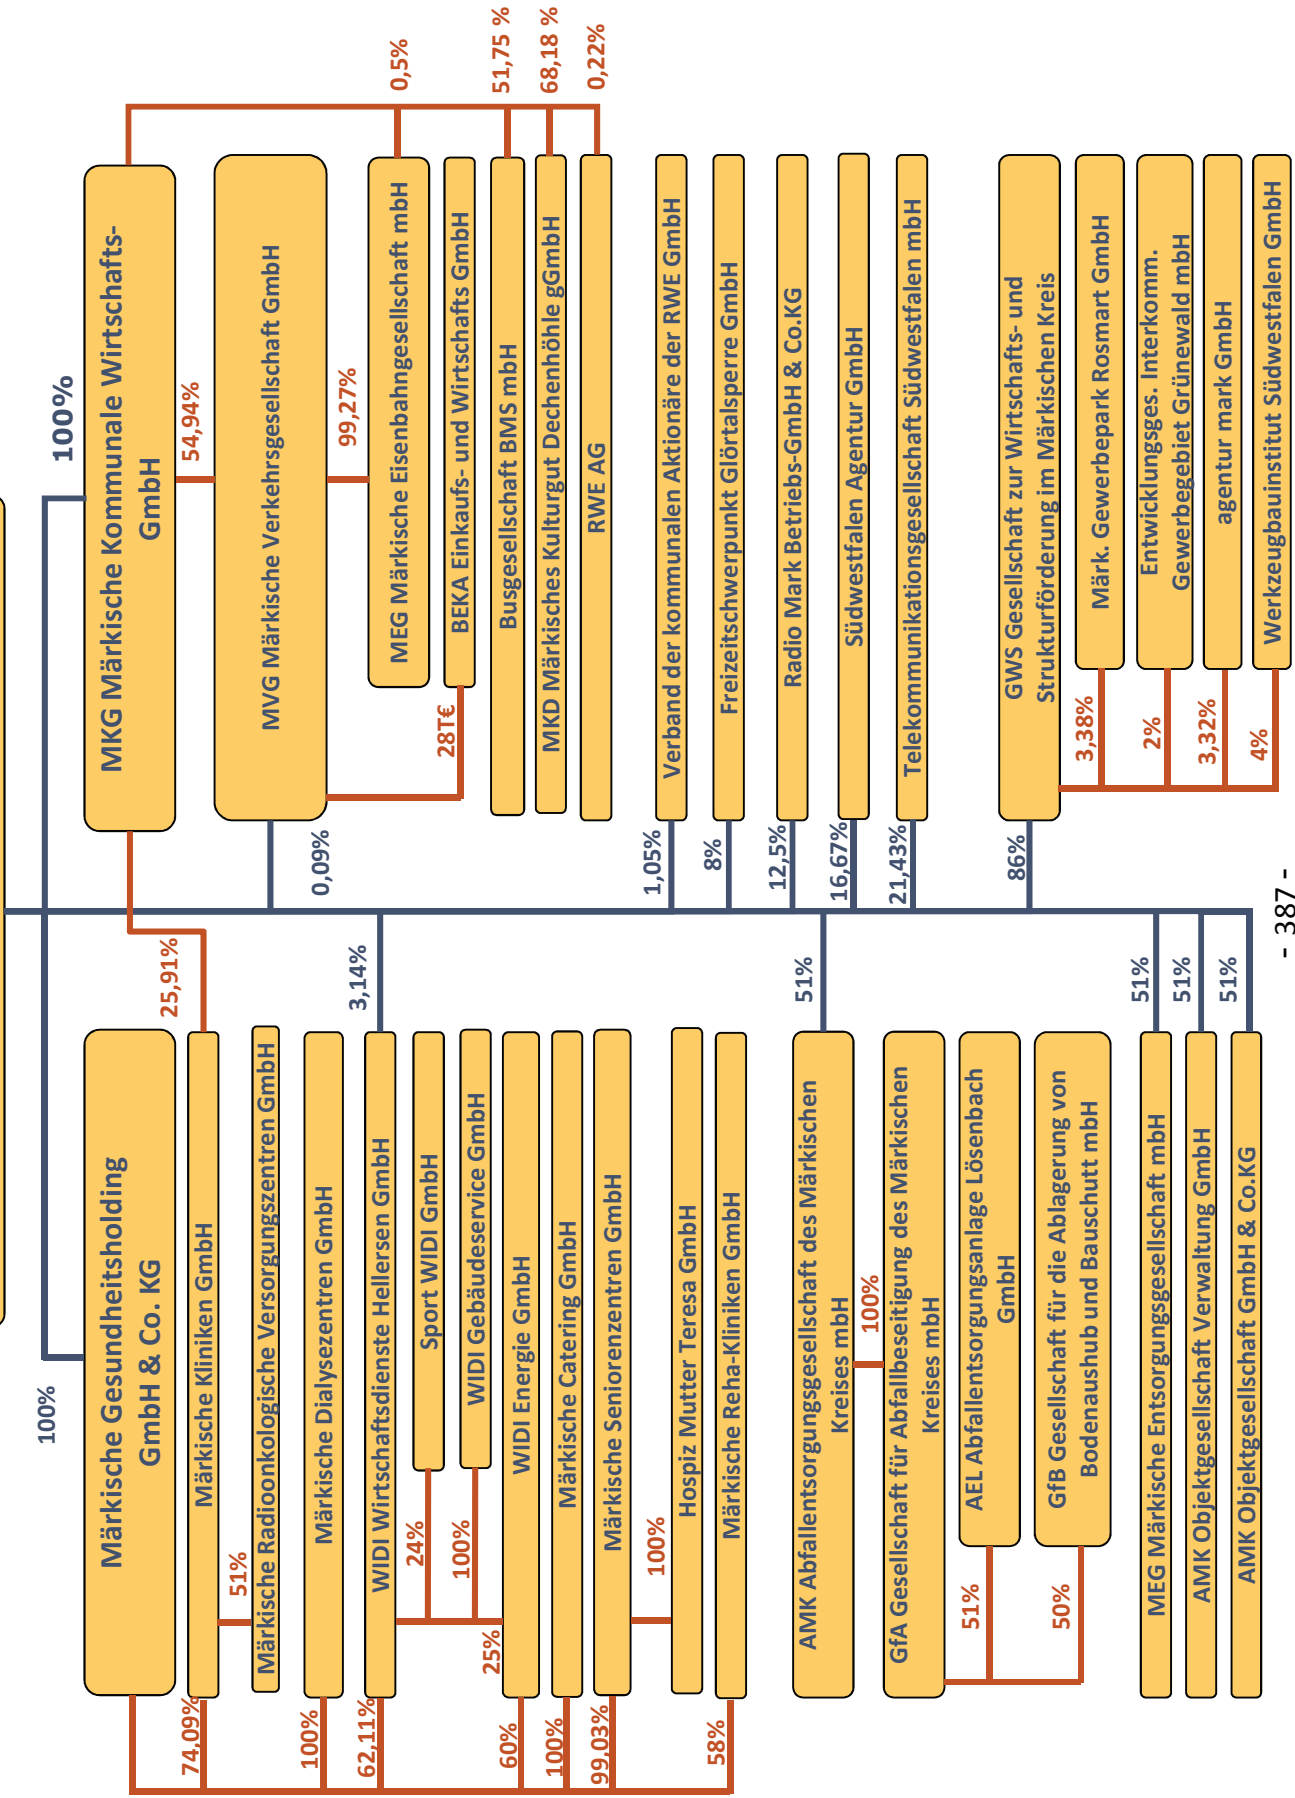 100%
100%
Märkische Gesundheitsholding
GmbH & Co. KG
74,09%
Märkische Kliniken GmbH
25,91%
51%
Märkische Radioonkologische Versorgungszentren GmbH
100%
Märkische Dialysezentren GmbH
62,11%
WIDI Wirtschaftsdienste Hellersen GmbH
3,14%
24%
Sport WIDI GmbH
100%
WIDI Gebäudeservice GmbH
25%
60%
WIDI Energie GmbH
100%
Märkische Catering GmbH
99,03%
Märkische Seniorenzentren GmbH
100%
Hospiz Mutter Teresa GmbH
58%
Märkische Reha-Kliniken GmbH
AMK Abfallentsorgungsgesellschaft des Märkischen
Kreises mbH
51%
100%
GfA Gesellschaft für Abfallbeseitigung des Märkischen
Kreises mbH
51%
AEL Abfallentsorgungsanlage Lösenbach
GmbH
50%
GfB Gesellschaft für die Ablagerung von
Bodenaushub und Bauschutt mbH
MEG Märkische Entsorgungsgesellschaft mbH
51%
AMK Objektgesellschaft Verwaltung GmbH
51%
AMK Objektgesellschaft GmbH & Co.KG
51%
MKG Märkische Kommunale Wirtschafts-
GmbH
54,94%
MVG Märkische Verkehrsgesellschaft GmbH
0,09%
99,27%
MEG Märkische Eisenbahngesellschaft mbH
0,5%
28T€
BEKA Einkaufs- und Wirtschafts GmbH
Busgesellschaft BMS mbH
51,75 %
MKD Märkisches Kulturgut Dechenhöhle gGmbH
68,18 %
RWE AG
0,22%
1,05%
Verband der kommunalen Aktionäre der RWE GmbH
8%
Freizeitschwerpunkt Glörtalsperre GmbH
12,5%
Radio Mark Betriebs-GmbH & Co.KG
16,67%
Südwestfalen Agentur GmbH
21,43%
Telekommunikationsgesellschaft Südwestfalen mbH
86%
GWS Gesellschaft zur Wirtschafts- und
Strukturförderung im Märkischen Kreis
3,38%
Märk. Gewerbepark Rosmart GmbH
2%
Entwicklungsges. Interkomm.
Gewerbegebiet Grünewald mbH
3,32%
agentur mark GmbH
4%
Werkzeugbauinstitut Südwestfalen GmbH
- 387 -